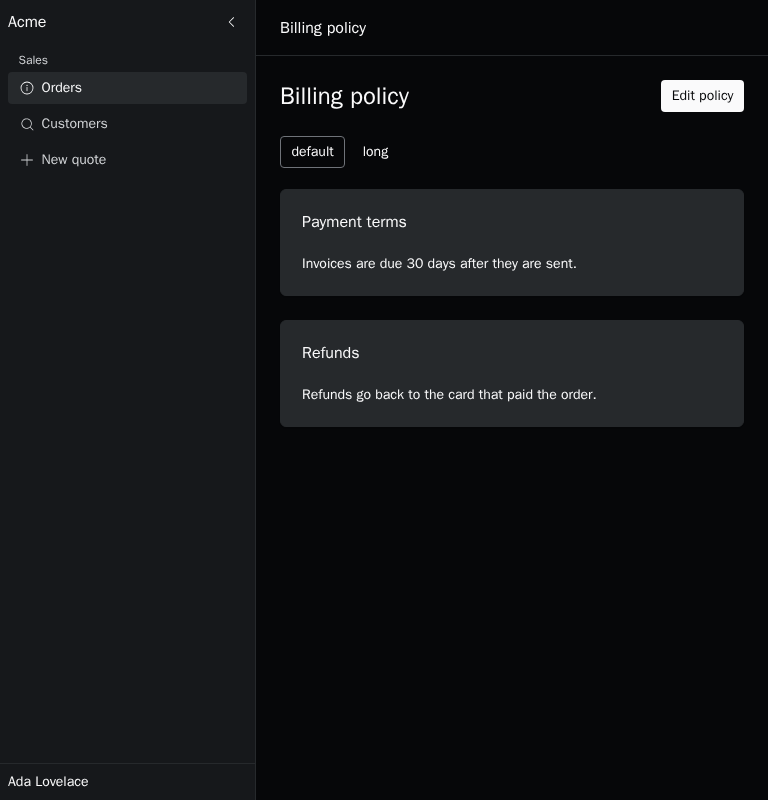 Acme
Sales
Orders
Customers
New quote
Ada Lovelace
Billing policy
Billing policy
Edit policy
default
long
Payment terms
Invoices are due 30 days after they are sent.
Refunds
Refunds go back to the card that paid the order.